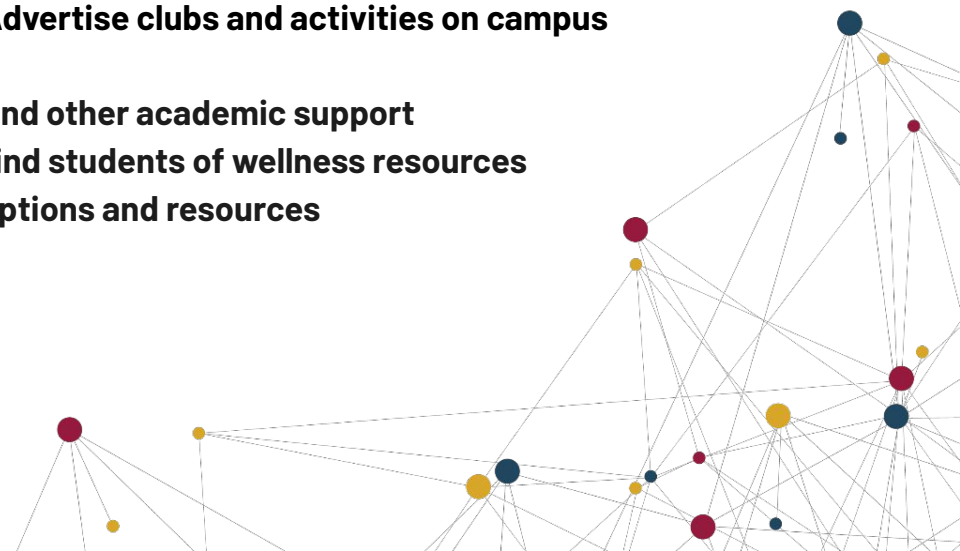 Advertise clubs and activities on campus
nd other academic support
ind students of wellness resources
ptions and resources